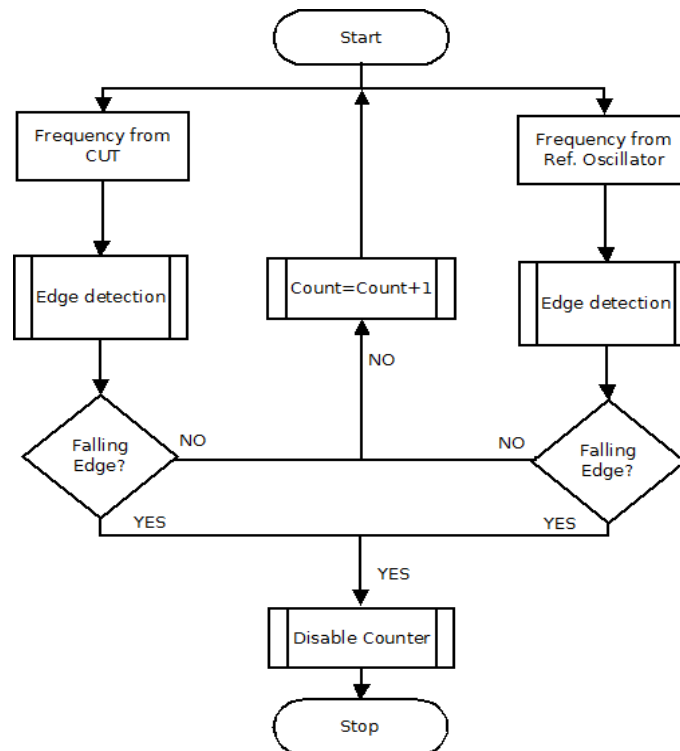 Start
Frequency from
CUT
Frequency from
Ref. Oscillator
Edge detection
Count=Count+1
Edge detection
NO
Falling
Edge?
NO
NO
Falling
Edge?
YES
YES
YES
Disable Counter
Stop